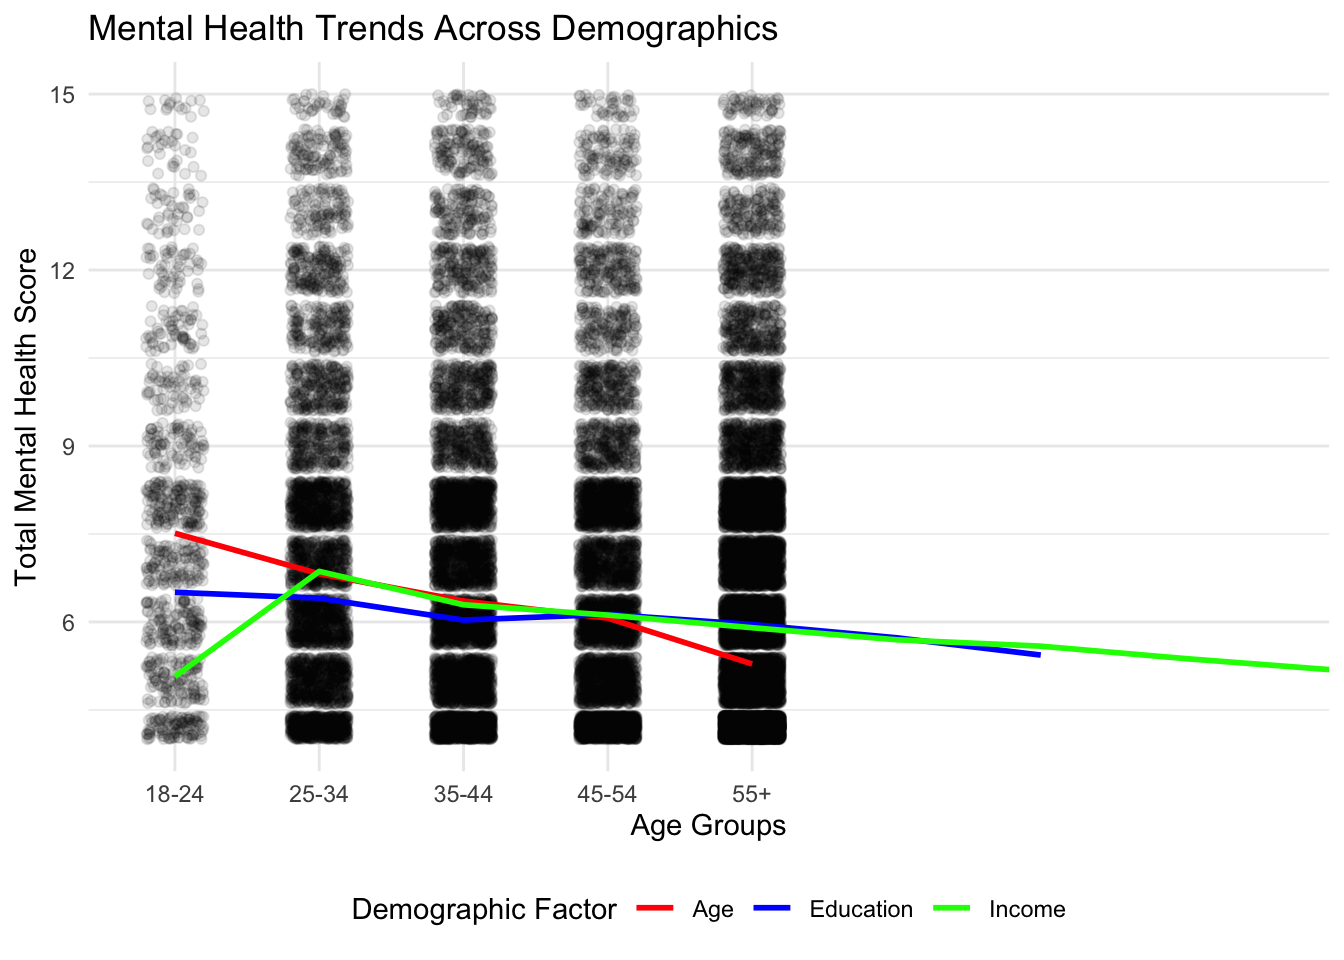 Mental Health Trends Across Demographics
Total Mental Health Score
15
12
9
6
18-24 25-34 35-44 45-54 55+
Age Groups
Demographic Factor Age Education Income